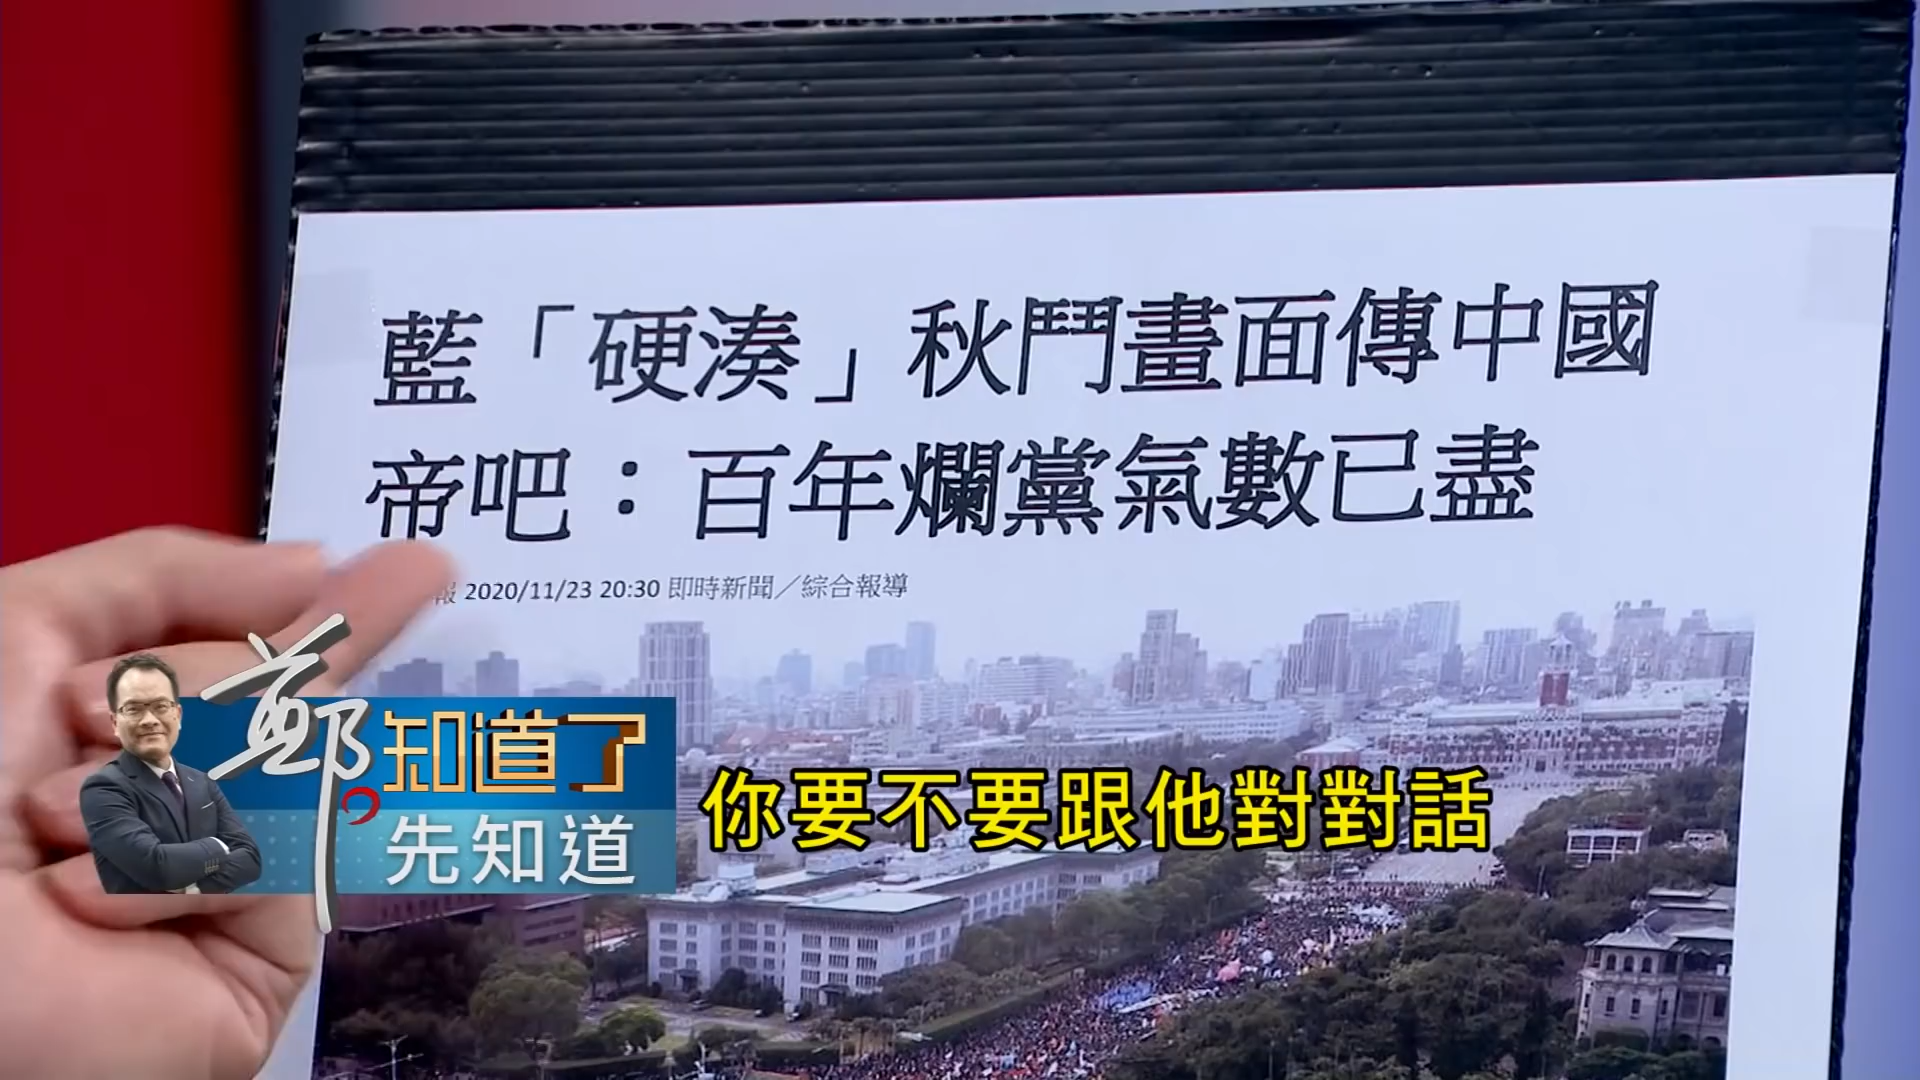 藍「硬湊」秋鬥畫面傳中國
帝吧：百年爛黨氣數已盡
報 2020/11/23 20:30 即時新聞／綜合報導
鄭知道了
先知道
你要不要跟他對對話